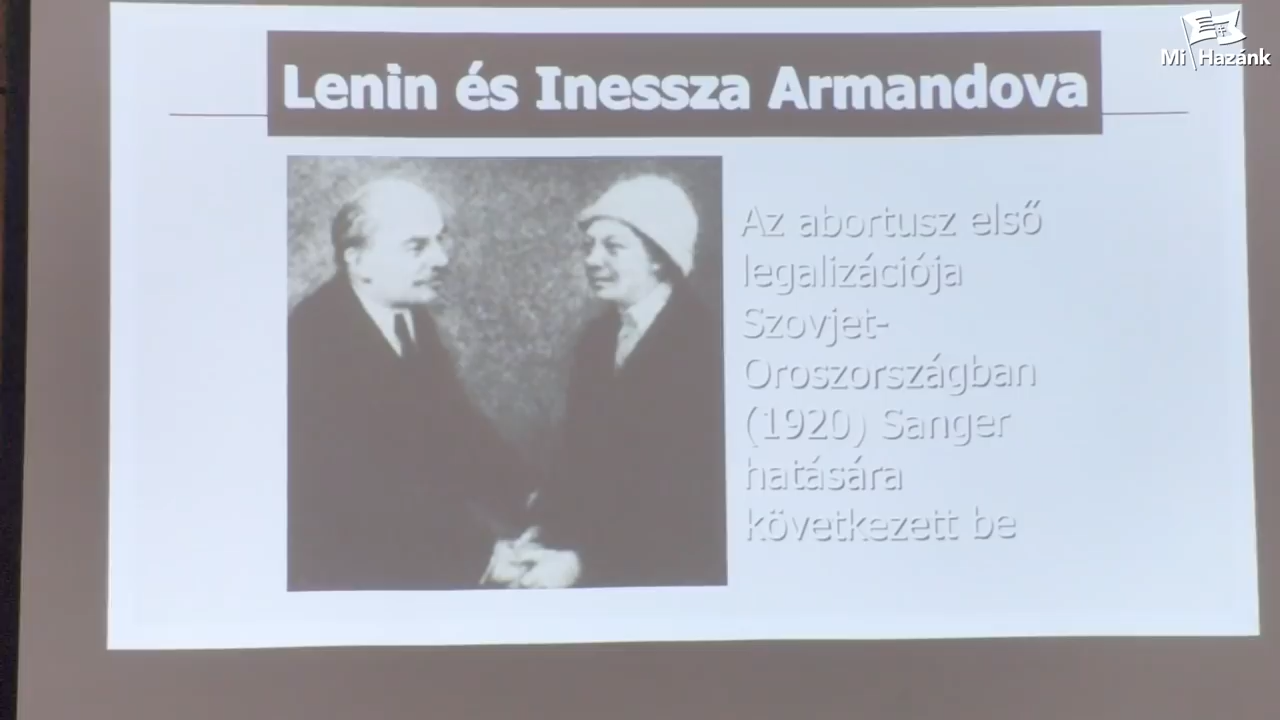 Mi Hazánk
Lenin és Inessza Armandova
Az abortusz első
legalizációja
Szovjet-
Oroszországban
(1920) Sanger
hatására
következett be